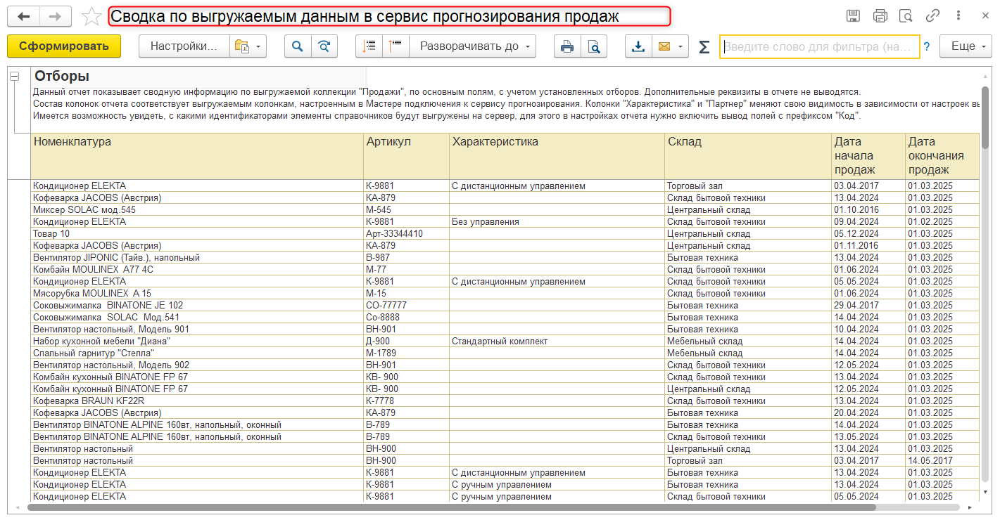 Сводка по выгружаемым данным в сервис прогнозирования продаж
Сформировать Настройки... Разворачивать до Σ Введите слово для фильтра (на... ? Еще
Отборы
Данный отчет показывает сводную информацию по выгружаемой коллекции "Продажи", по основным полям, с учетом установленных отборов. Дополнительные реквизиты в отчете не выводятся.
Состав колонок отчета соответствует выгружаемым колонкам, настроенным в Мастере подключения к сервису прогнозирования. Колонки "Характеристика" и "Партнер" меняют свою видимость в зависимости от настроек вы
Имеется возможность увидеть, с какими идентификаторами элементы справочников будут выгружены на сервер, для этого в настройках отчета нужно включить вывод полей с префиксом "Код".
Номенклатура Артикул Характеристика Склад Дата начала продаж Дата окончания продаж
Кондиционер ELEKTA К-9881 С дистанционным управлением Торговый зал 03.04.2017 01.03.2025
Кофеварка JACOBS (Австрия) КА-879 Склад бытовой техники 13.04.2024 01.03.2025
Миксер SOLAC мод.545 М-545 Центральный склад 01.10.2016 01.03.2025
Кондиционер ELEKTA К-9881 Без управления Склад бытовой техники 09.04.2024 01.02.2025
Товар 10 Арт-33344410 Центральный склад 05.12.2024 01.03.2025
Кофеварка JACOBS (Австрия) КА-879 Центральный склад 01.11.2016 01.03.2025
Вентилятор JIPONIC (Тайв.), напольный В-987 Бытовая техника 13.04.2024 01.03.2025
Комбайн MOULINEX  A77 4C М-77 Склад бытовой техники 01.06.2024 01.03.2025
Кондиционер ELEKTA К-9881 С дистанционным управлением Склад бытовой техники 05.05.2024 01.03.2025
Мясорубка MOULINEX  A 15 М-15 Склад бытовой техники 01.06.2024 01.03.2025
Соковыжималка  BINATONE JE 102 СО-77777 Бытовая техника 29.04.2017 01.03.2025
Соковыжималка  SOLAC  Мод.541 Со-8888 Бытовая техника 14.04.2024 01.03.2025
Вентилятор настольный, Модель 901 ВН-901 Бытовая техника 10.04.2024 01.03.2025
Набор кухонной мебели "Диана" Д-900 Стандартный комплект Мебельный склад 14.04.2024 01.03.2025
Спальный гарнитур "Стелла" М-1789 Мебельный склад 14.04.2024 01.03.2025
Вентилятор настольный, Модель 902 ВН-901 Склад бытовой техники 12.05.2024 01.03.2025
Комбайн кухонный BINATONE FP 67 КВ- 900 Склад бытовой техники 13.04.2024 01.03.2025
Комбайн кухонный BINATONE FP 67 КВ- 900 Центральный склад 12.05.2024 01.03.2025
Кофеварка BRAUN KF22R К-7778 Склад бытовой техники 13.04.2024 01.03.2025
Кофеварка JACOBS (Австрия) КА-879 Бытовая техника 20.04.2024 01.03.2025
Вентилятор BINATONE ALPINE 160вт, напольный, оконный В-789 Бытовая техника 14.04.2024 01.03.2025
Вентилятор BINATONE ALPINE 160вт, напольный, оконный В-789 Склад бытовой техники 13.05.2024 01.03.2025
Вентилятор настольный ВН-900 Центральный склад 13.04.2024 01.03.2025
Вентилятор настольный ВН-900 Торговый зал 03.04.2017 14.05.2017
Кондиционер ELEKTA К-9881 С дистанционным управлением Бытовая техника 13.04.2024 01.03.2025
Кондиционер ELEKTA К-9881 С ручным управлением Бытовая техника 13.04.2024 01.03.2025
Кондиционер ELEKTA К-9881 С ручным управлением Склад бытовой техники 05.05.2024 01.03.2025